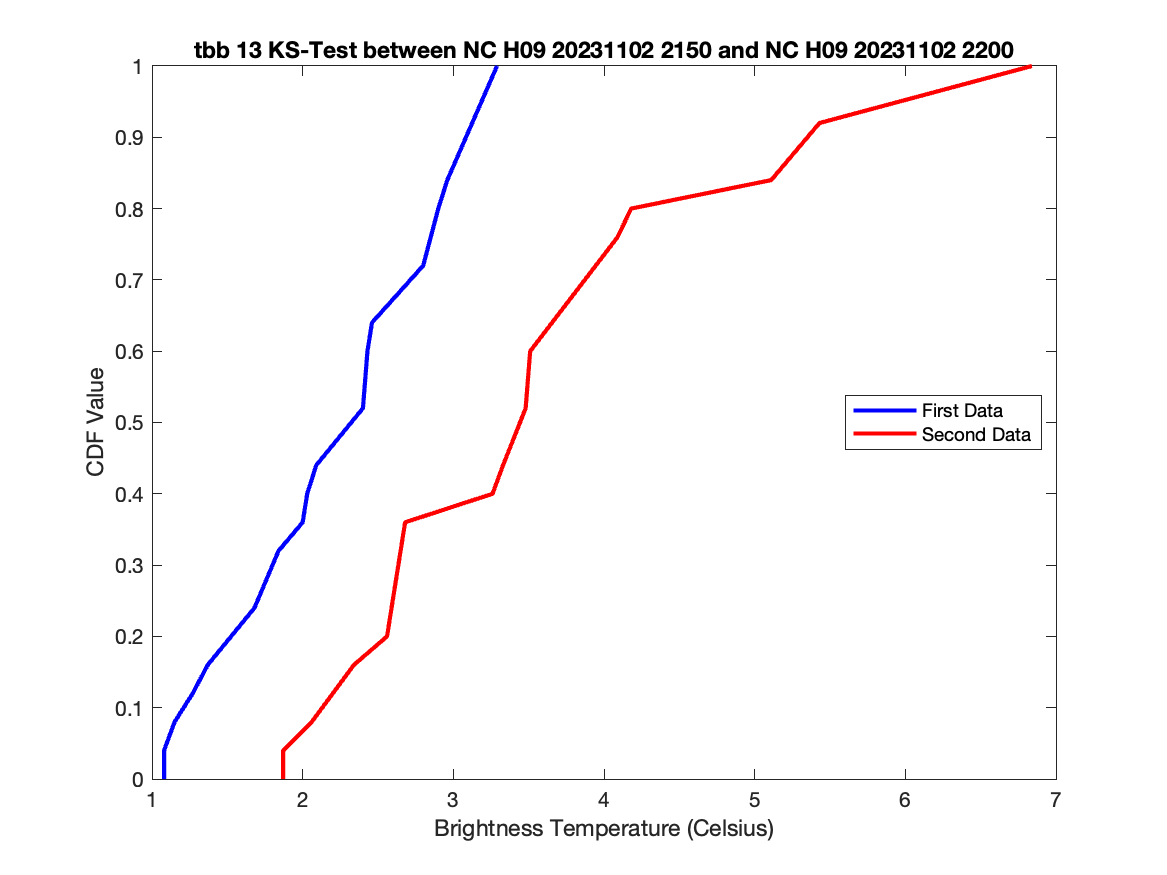 tbb 13 KS-Test between NC H09 20231102 2150 and NC H09 20231102 2200
1
0.9
0.8
0.7
0.6
0.5
0.4
0.3
0.2
0.1
0
CDF Value
First Data
Second Data
1 2 3 4 5 6 7
Brightness Temperature (Celsius)